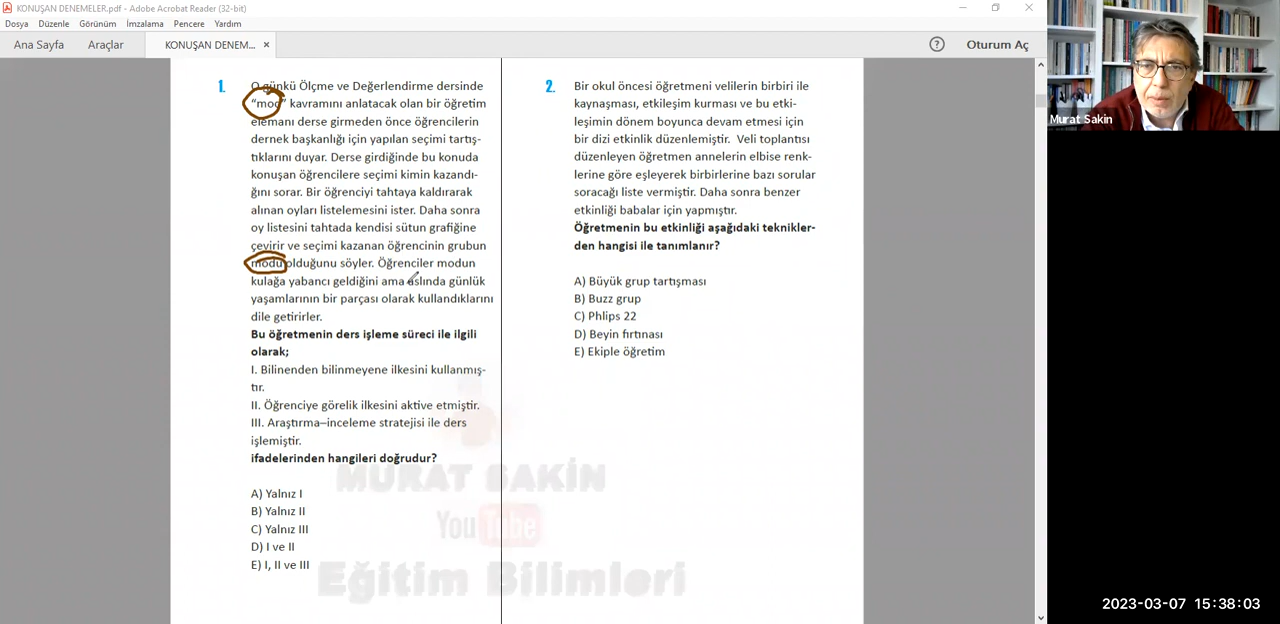 KONUŞAN DENEMELER.pdf - Adobe Acrobat Reader (32-bit)
Dosya Düzenle Görünüm İmzalama Pencere Yardım
Ana Sayfa Araçlar KONUŞAN DENEM... × Oturum Aç
1. O günkü Ölçme ve Değerlendirme dersinde
"mod" kavramını anlatacak olan bir öğretim
elemanı derse girmeden önce öğrencilerin
dernek başkanlığı için yapılan seçimi tartış-
tıklarını duyar. Derse girdiğinde bu konuda
konuşan öğrencilere seçimi kimin kazandı-
ğını sorar. Bir öğrenciyi tahtaya kaldırarak
alınan oyları listelemesini ister. Daha sonra
oy listesini tahtada kendisi sütun grafiğine
çevirir ve seçimi kazanan öğrencinin grubun
modu olduğunu söyler. Öğrenciler modun
kulağa yabancı geldiğini ama aslında günlük
yaşamlarının bir parçası olarak kullandıklarını
dile getirirler.
Bu öğretmenin ders işleme süreci ile ilgili
olarak;
I. Bilinenden bilinmeyene ilkesini kullanmış-
tır.
II. Öğrenciye görelik ilkesini aktive etmiştir.
III. Araştırma–inceleme stratejisi ile ders
işlemiştir.
ifadelerinden hangileri doğrudur?
A) Yalnız I
B) Yalnız II
C) Yalnız III
D) I ve II
E) I, II ve III
2. Bir okul öncesi öğretmeni velilerin birbiri ile
kaynaşması, etkileşim kurması ve bu etki-
leşimin dönem boyunca devam etmesi için
bir dizi etkinlik düzenlemiştir. Veli toplantısı
düzenleyen öğretmen annelerin elbise renk-
lerine göre eşleyerek birbirlerine bazı sorular
soracağı liste vermiştir. Daha sonra benzer
etkinliği babalar için yapmıştır.
Öğretmenin bu etkinliği aşağıdaki teknikler-
den hangisi ile tanımlanır?
A) Büyük grup tartışması
B) Buzz grup
C) Phlips 22
D) Beyin fırtınası
E) Ekiple öğretim
MURAT SAKİN
YouTube
Eğitim Bilimleri
Murat Sakin
2023-03-07 15:38:03